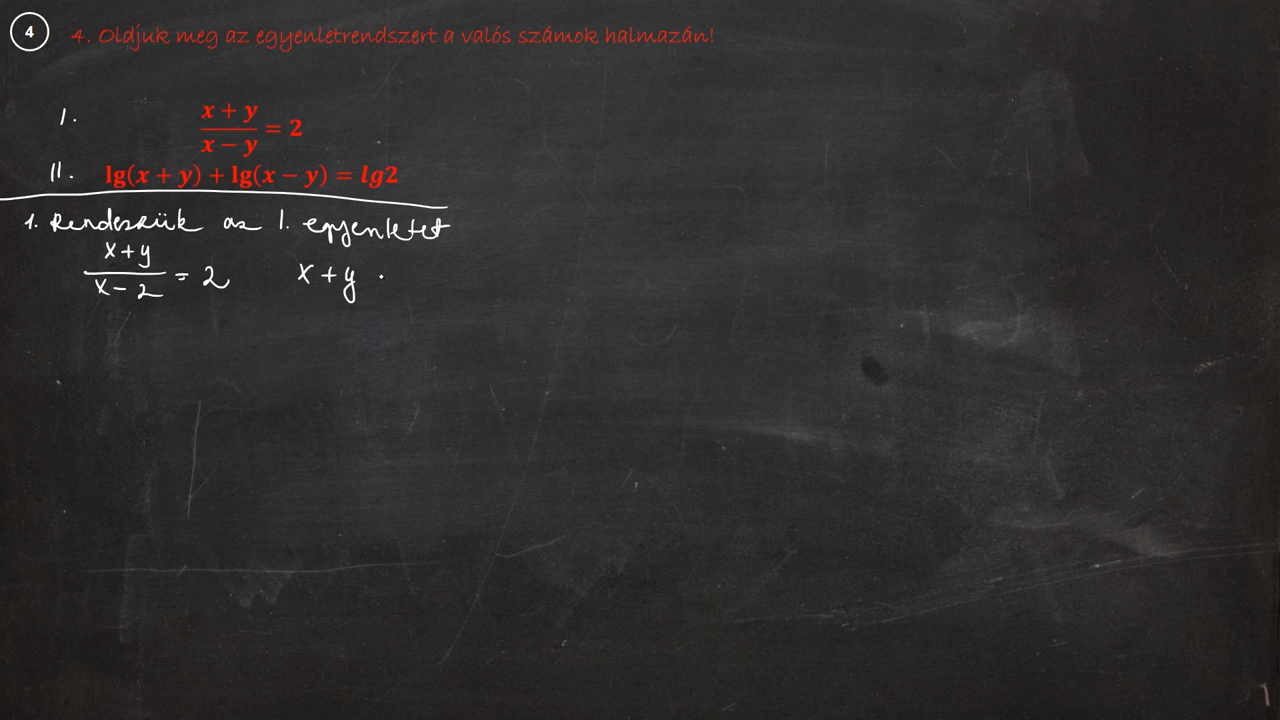 4 4. Oldjuk meg az egyenletrendszert a valós számok halmazán!
I. x + y / x − y = 2
II. lg(x + y) + lg(x − y) = lg2
1. Rendezzük az I. egyenletet
x+y / x-2 = 2 x+y